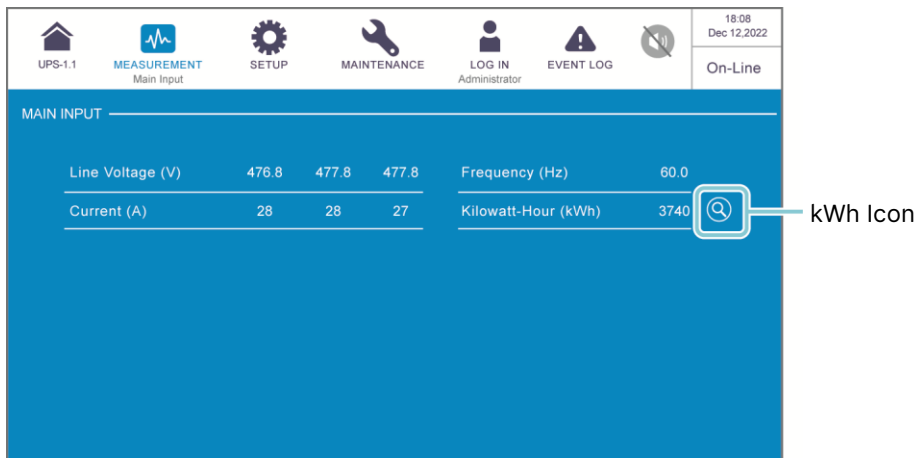 18:08
Dec 12,2022
UPS-1.1
MEASUREMENT
Main Input
SETUP
MAINTENANCE
LOG IN
Administrator
EVENT LOG
On-Line
MAIN INPUT
Line Voltage (V) 476.8 477.8 477.8 Frequency (Hz) 60.0
Current (A) 28 28 27 Kilowatt-Hour (kWh) 3740
kWh Icon